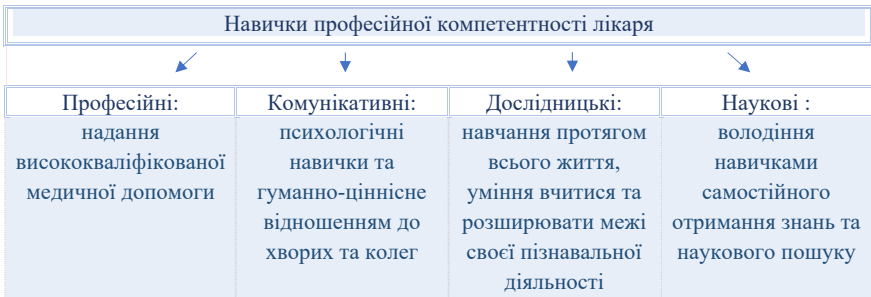 Навички професійної компетентності лікаря
Професійні:
надання
висококваліфікованої
медичної допомоги
Комунікативні:
психологічні
навички та
гуманно-ціннісне
відношенням до
хворих та колег
Дослідницькі:
навчання протягом
всього життя,
уміння вчитися та
розширювати межі
своєї пізнавальної
діяльності
Наукові :
володіння
навичками
самостійного
отримання знань та
наукового пошуку